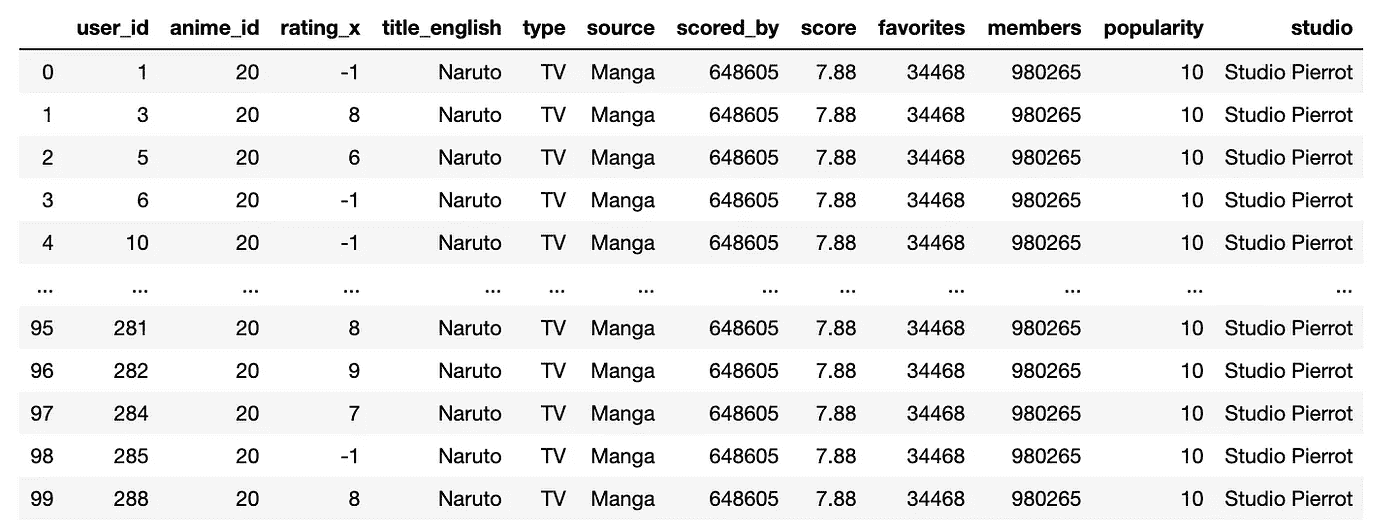 user_id anime_id rating_x title_english type source scored_by score favorites members popularity studio
0 1 20 -1 Naruto TV Manga 648605 7.88 34468 980265 10 Studio Pierrot
1 3 20 8 Naruto TV Manga 648605 7.88 34468 980265 10 Studio Pierrot
2 5 20 6 Naruto TV Manga 648605 7.88 34468 980265 10 Studio Pierrot
3 6 20 -1 Naruto TV Manga 648605 7.88 34468 980265 10 Studio Pierrot
4 10 20 -1 Naruto TV Manga 648605 7.88 34468 980265 10 Studio Pierrot
... ... ... ... ... ... ... ... ... ... ... ... ...
95 281 20 8 Naruto TV Manga 648605 7.88 34468 980265 10 Studio Pierrot
96 282 20 9 Naruto TV Manga 648605 7.88 34468 980265 10 Studio Pierrot
97 284 20 7 Naruto TV Manga 648605 7.88 34468 980265 10 Studio Pierrot
98 285 20 -1 Naruto TV Manga 648605 7.88 34468 980265 10 Studio Pierrot
99 288 20 8 Naruto TV Manga 648605 7.88 34468 980265 10 Studio Pierrot